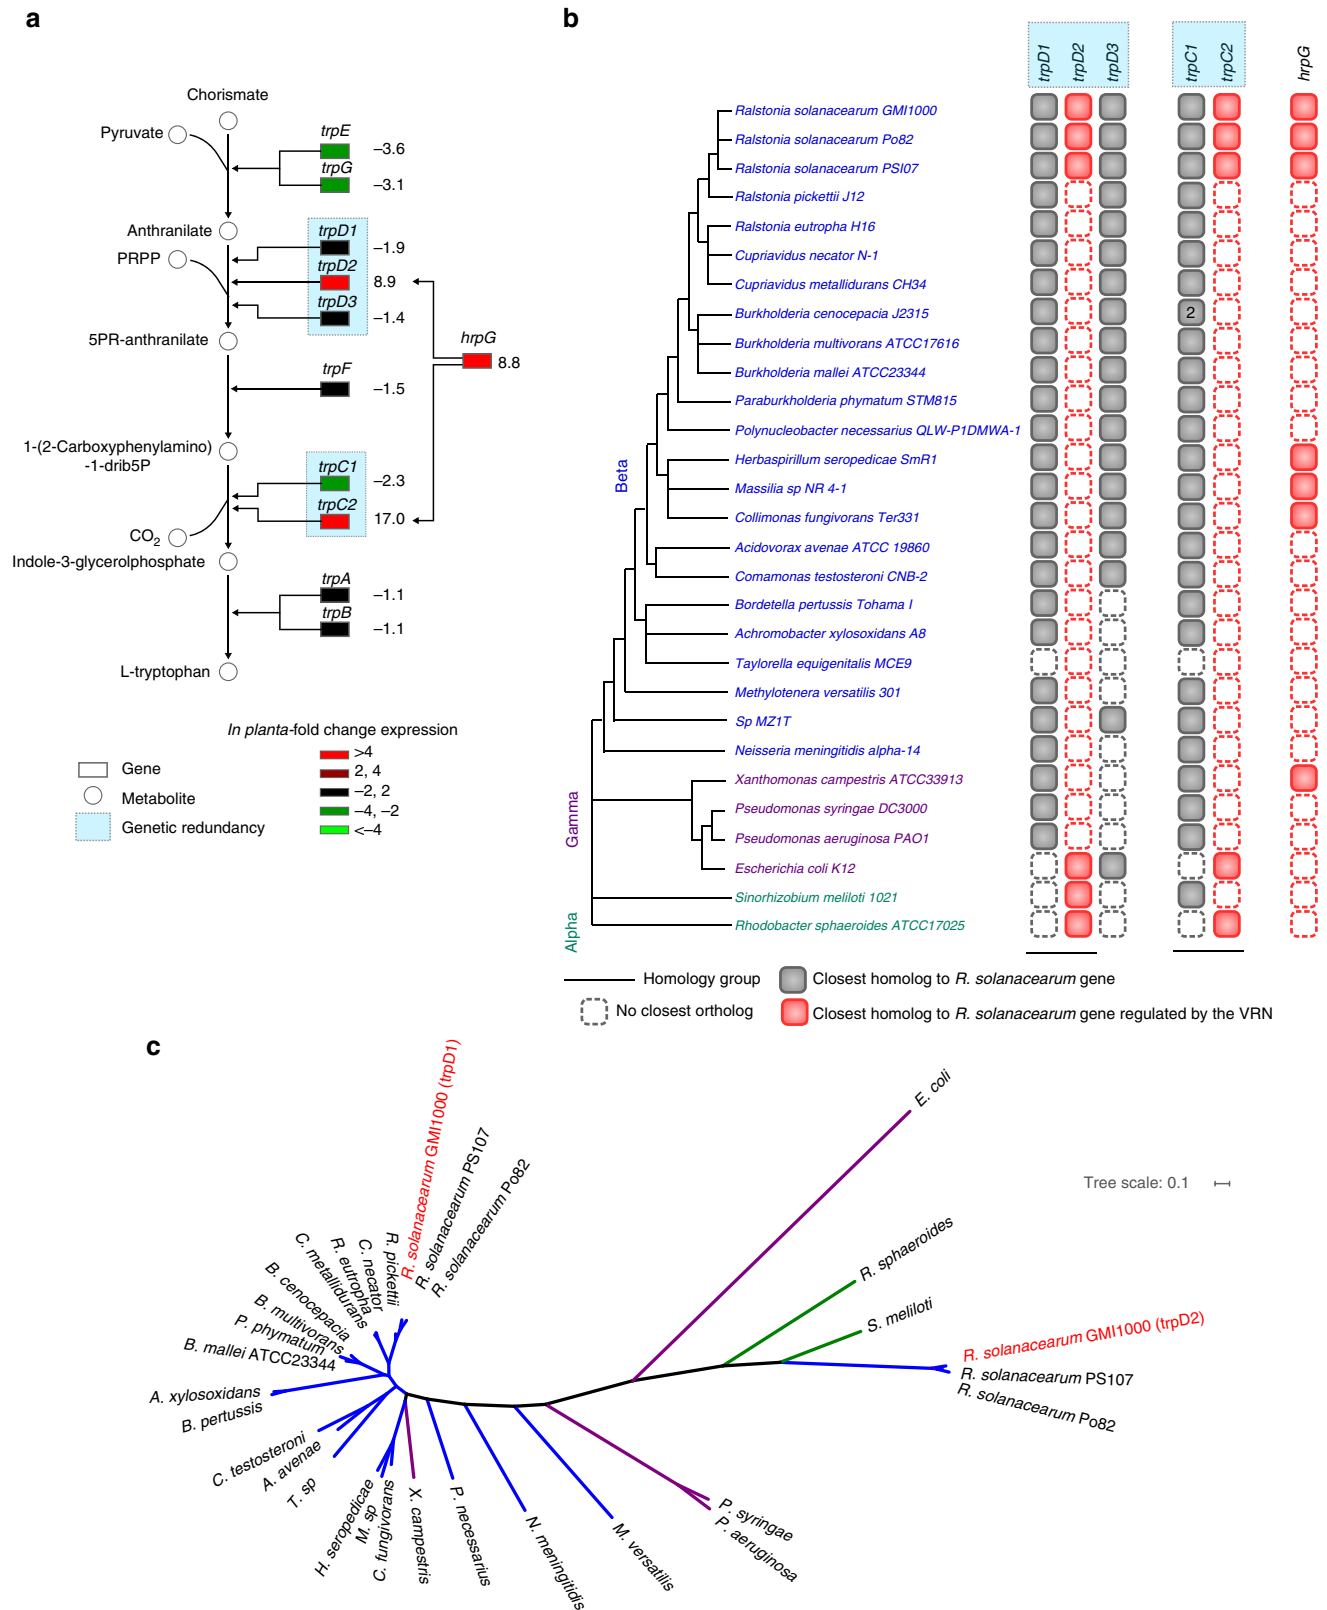 a
Chorismate
Pyruvate
trpE
–3.6
trpG
–3.1
Anthranilate
PRPP
trpD1
–1.9
trpD2
8.9
trpD3
–1.4
hrpG
8.8
5PR-anthranilate
trpF
–1.5
1-(2-Carboxyphenylamino)
-1-drib5P
trpC1
–2.3
trpC2
17.0
CO2
Indole-3-glycerolphosphate
trpA
–1.1
trpB
–1.1
L-tryptophan
In planta-fold change expression
>4
2, 4
–2, 2
–4, –2
<–4
Gene
Metabolite
Genetic redundancy
b
trpD1
trpD2
trpD3
trpC1
trpC2
hrpG
Ralstonia solanacearum GMI1000
Ralstonia solanacearum Po82
Ralstonia solanacearum PSI07
Ralstonia pickettii J12
Ralstonia eutropha H16
Cupriavidus necator N-1
Cupriavidus metallidurans CH34
Burkholderia cenocepacia J2315
2
Burkholderia multivorans ATCC17616
Burkholderia mallei ATCC23344
Paraburkholderia phymatum STM815
Polynucleobacter necessarius QLW-P1DMWA-1
Herbaspirillum seropedicae SmR1
Massilia sp NR 4-1
Collimonas fungivorans Ter331
Acidovorax avenae ATCC 19860
Comamonas testosteroni CNB-2
Bordetella pertussis Tohama I
Achromobacter xylosoxidans A8
Taylorella equigenitalis MCE9
Methylotenera versatilis 301
Sp MZ1T
Neisseria meningitidis alpha-14
Xanthomonas campestris ATCC33913
Pseudomonas syringae DC3000
Pseudomonas aeruginosa PAO1
Escherichia coli K12
Sinorhizobium meliloti 1021
Rhodobacter sphaeroides ATCC17025
Beta
Gamma
Alpha
Homology group
Closest homolog to R. solanacearum gene
No closest ortholog
Closest homolog to R. solanacearum gene regulated by the VRN
c
R. solanacearum GMI1000 (trpD1)
R. solanacearum PS107
R. solanacearum Po82
R. pickettii
C. necator
R. eutropha
C. metallidurans
B. cenocepacia
B. multivorans
P. phymatum
B. mallei ATCC23344
A. xylosoxidans
B. pertussis
C. testosteroni
A. avenae
T. sp
H. seropedicae
M. sp
C. fungivorans
X. campestris
P. necessarius
N. meningitidis
M. versatilis
P. syringae
P. aeruginosa
E. coli
Tree scale: 0.1
R. sphaeroides
S. meliloti
R. solanacearum GMI1000 (trpD2)
R. solanacearum PS107
R. solanacearum Po82